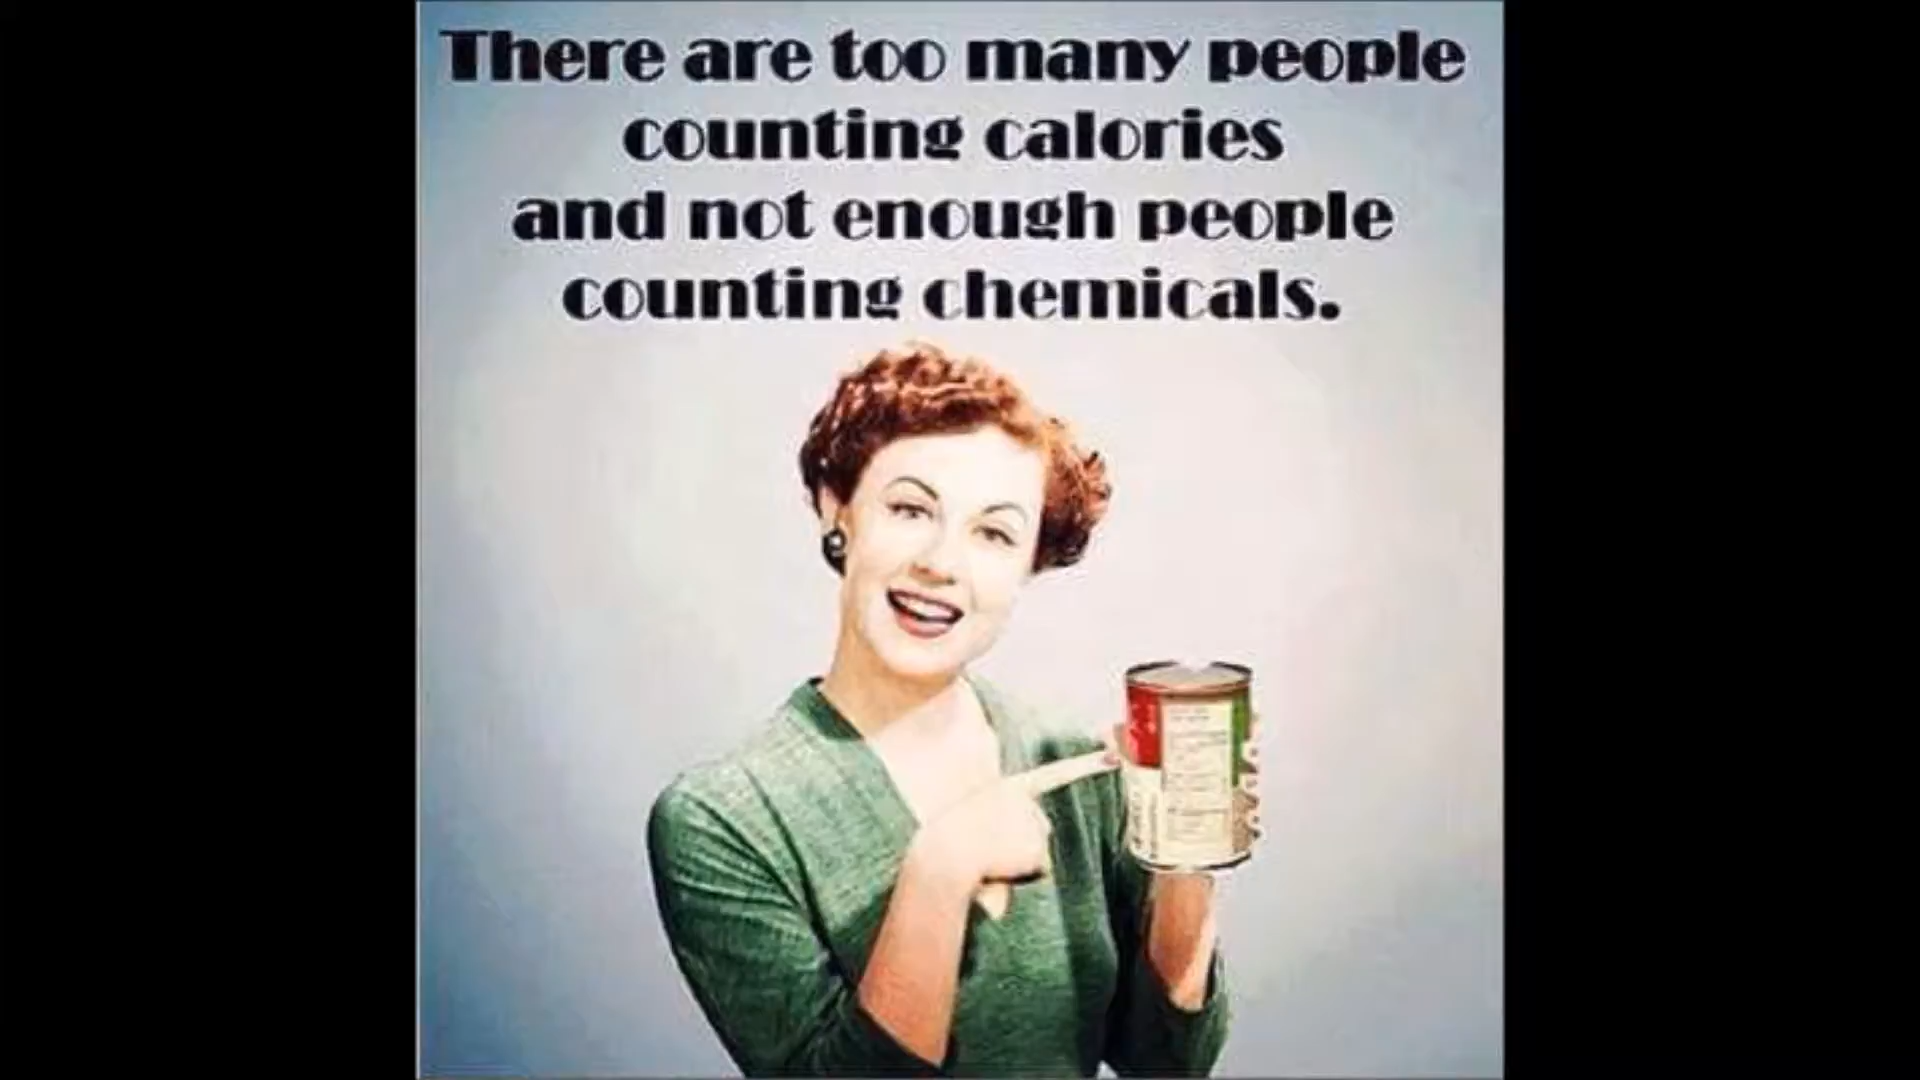 There are too many people
counting calories
and not enough people
counting chemicals.